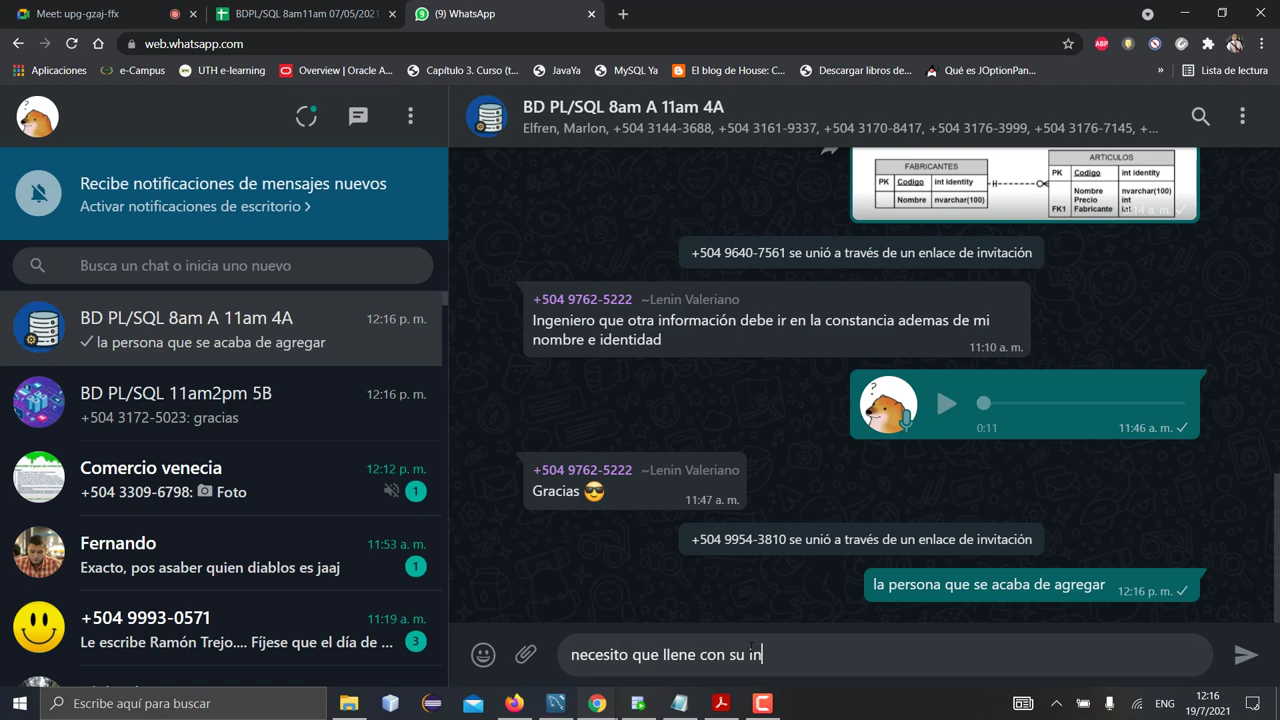 Meet: upg-gzaj-ffx
BDPL/SQL 8am11am 07/05/2021
(9) WhatsApp
web.whatsapp.com
ABP
Aplicaciones
e-Campus
UTH e-learning
Overview | Oracle A...
Capítulo 3. Curso (t...
JavaYa
MySQL Ya
El blog de House: C...
Descargar libros de...
Qué es JOptionPan...
»
Lista de lectura
BD PL/SQL 8am A 11am 4A
Elfren, Marlon, +504 3144-3688, +504 3161-9337, +504 3170-8417, +504 3176-3999, +504 3176-7145, +...
Recibe notificaciones de mensajes nuevos
Activar notificaciones de escritorio >
Busca un chat o inicia uno nuevo
BD PL/SQL 8am A 11am 4A
12:16 p. m.
la persona que se acaba de agregar
BD PL/SQL 11am2pm 5B
12:16 p. m.
+504 3172-5023: gracias
Comercio venecia
12:12 p. m.
+504 3309-6798: Foto
1
Fernando
11:53 a. m.
Exacto, pos asaber quien diablos es jaaj
1
+504 9993-0571
11:19 a. m.
Le escribe Ramón Trejo.... Fíjese que el día de ...
3
FABRICANTES
PK Codigo int identity
Nombre nvarchar(100)
ARTICULOS
PK Codigo int identity
Nombre nvarchar(100)
Precio int
FK1 Fabricante int
+504 9640-7561 se unió a través de un enlace de invitación
+504 9762-5222 ~Lenin Valeriano
Ingeniero que otra información debe ir en la constancia ademas de mi
nombre e identidad
11:10 a. m.
0:11
11:46 a. m.
+504 9762-5222 ~Lenin Valeriano
Gracias
11:47 a. m.
+504 9954-3810 se unió a través de un enlace de invitación
la persona que se acaba de agregar
12:16 p. m.
necesito que llene con su in
Escribe aquí para buscar
ENG
12:16
19/7/2021